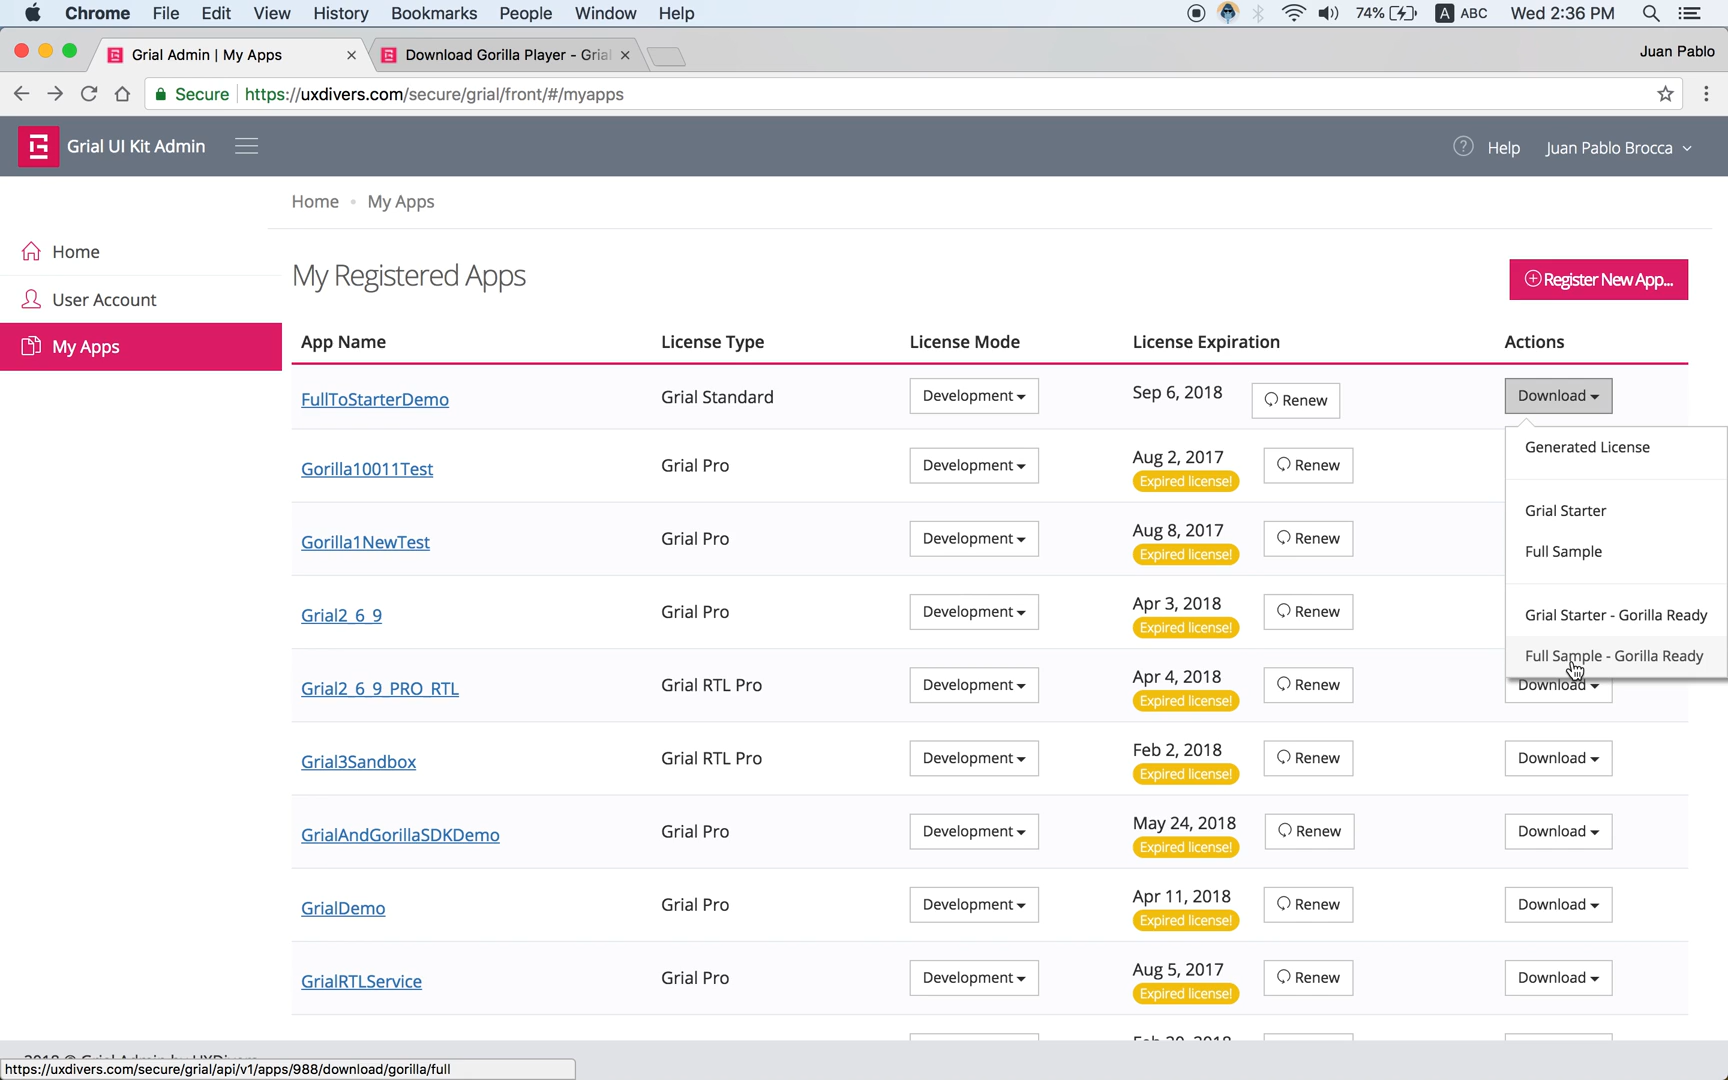 Chrome File Edit View History Bookmarks People Window Help 74% A ABC Wed 2:36 PM
Grial Admin | My Apps Download Gorilla Player - Grial Juan Pablo
Secure https://uxdivers.com/secure/grial/front/#/myapps
Grial UI Kit Admin ? Help Juan Pablo Brocca
Home • My Apps
Home
User Account
My Apps
My Registered Apps
Register New App...
App Name License Type License Mode License Expiration Actions
FullToStarterDemo Grial Standard Development Sep 6, 2018 Renew Download
Gorilla10011Test Grial Pro Development Aug 2, 2017 Renew
Expired license!
Gorilla1NewTest Grial Pro Development Aug 8, 2017 Renew
Expired license!
Grial2_6_9 Grial Pro Development Apr 3, 2018 Renew
Expired license!
Grial2_6_9_PRO_RTL Grial RTL Pro Development Apr 4, 2018 Renew Download
Expired license!
Grial3Sandbox Grial RTL Pro Development Feb 2, 2018 Renew Download
Expired license!
GrialAndGorillaSDKDemo Grial Pro Development May 24, 2018 Renew Download
Expired license!
GrialDemo Grial Pro Development Apr 11, 2018 Renew Download
Expired license!
GrialRTLService Grial Pro Development Aug 5, 2017 Renew Download
Expired license!
Generated License
Grial Starter
Full Sample
Grial Starter - Gorilla Ready
Full Sample - Gorilla Ready
https://uxdivers.com/secure/grial/api/v1/apps/988/download/gorilla/full